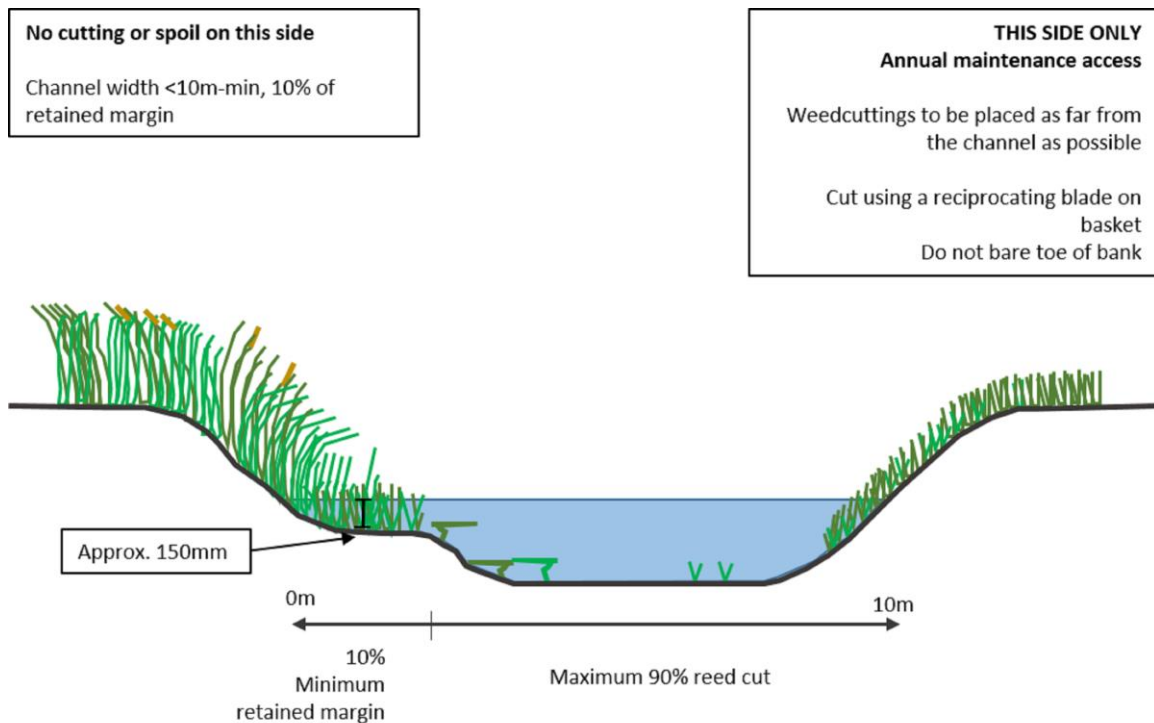 No cutting or spoil on this side
Channel width <10m-min, 10% of
retained margin
THIS SIDE ONLY
Annual maintenance access
Weedcuttings to be placed as far from
the channel as possible
Cut using a reciprocating blade on
basket
Do not bare toe of bank
Approx. 150mm
0m
10m
10%
Minimum
retained margin
Maximum 90% reed cut